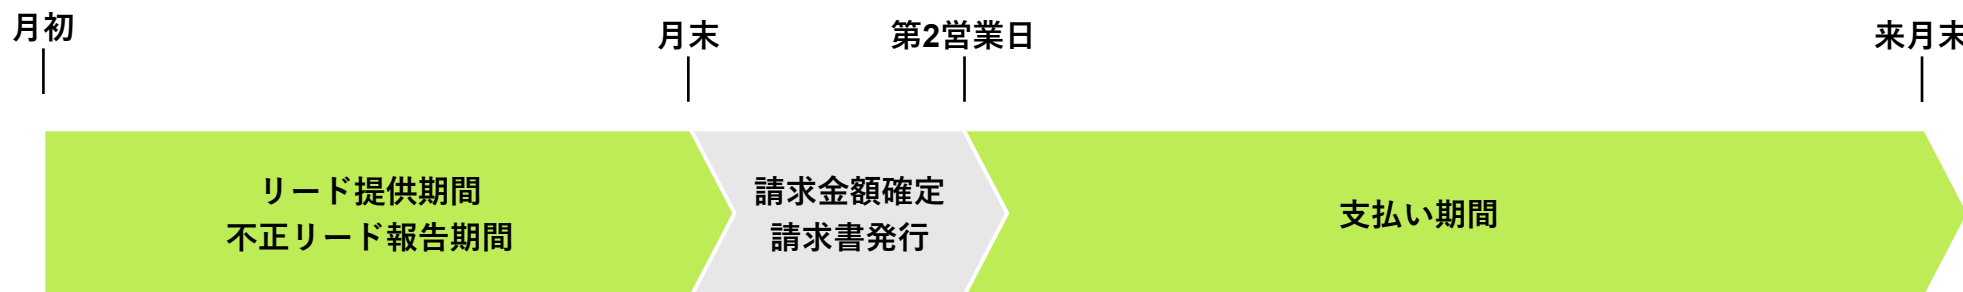 月初
月末
第2営業日
来月末
リード提供期間
不正リード報告期間
請求金額確定
請求書発行
支払い期間